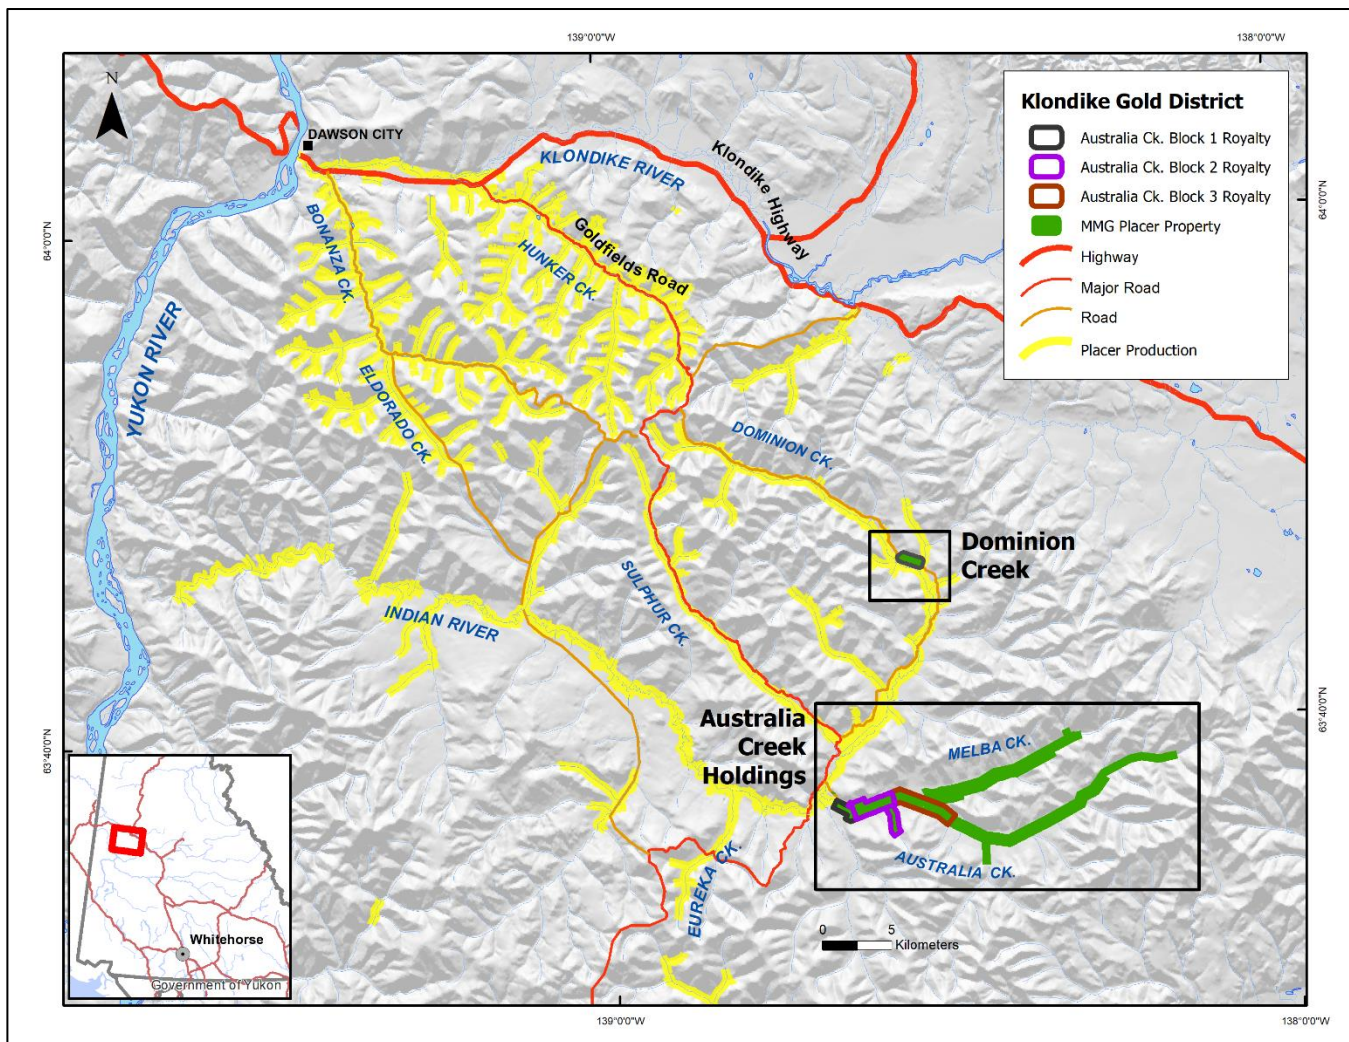 139°0'0"W
138°0'0"W
N
DAWSON CITY
KLONDIKE RIVER
Klondike Highway
Klondike Gold District
Australia Ck. Block 1 Royalty
Australia Ck. Block 2 Royalty
Australia Ck. Block 3 Royalty
MMG Placer Property
Highway
Major Road
Road
Placer Production
64°0'0"N
64°0'0"N
BONANZA CK.
HUNKER CK.
Goldfields Road
YUKON RIVER
ELDORADO CK.
DOMINION CK.
Dominion
Creek
SULPHUR CK.
INDIAN RIVER
Australia
Creek
Holdings
MELBA CK.
AUSTRALIA CK.
EUREKA CK.
63°40'0"N
63°40'0"N
0 5
Kilometers
Whitehorse
Government of Yukon
139°0'0"W
138°0'0"W